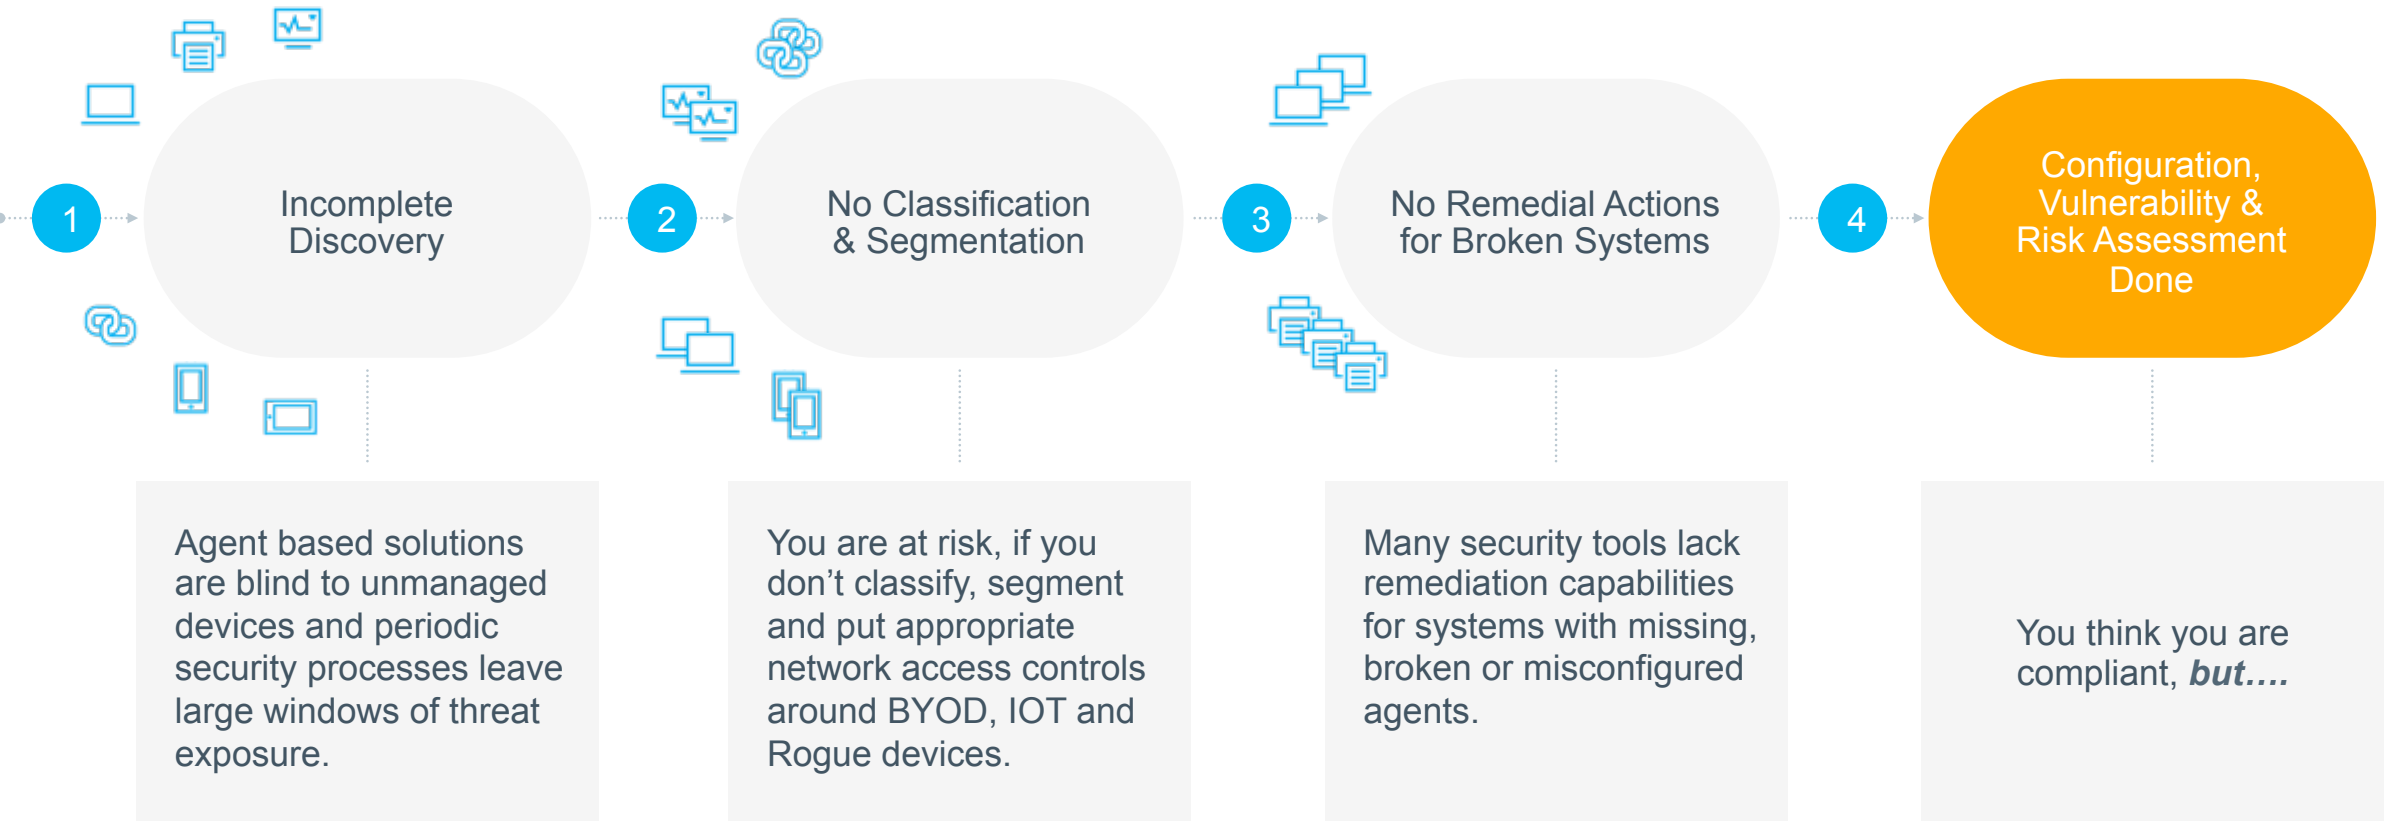 1
Incomplete
Discovery
2
No Classification
& Segmentation
3
No Remedial Actions
for Broken Systems
4
Configuration,
Vulnerability &
Risk Assessment
Done
Agent based solutions
are blind to unmanaged
devices and periodic
security processes leave
large windows of threat
exposure.
You are at risk, if you
don’t classify, segment
and put appropriate
network access controls
around BYOD, IOT and
Rogue devices.
Many security tools lack
remediation capabilities
for systems with missing,
broken or misconfigured
agents.
You think you are
compliant, but….